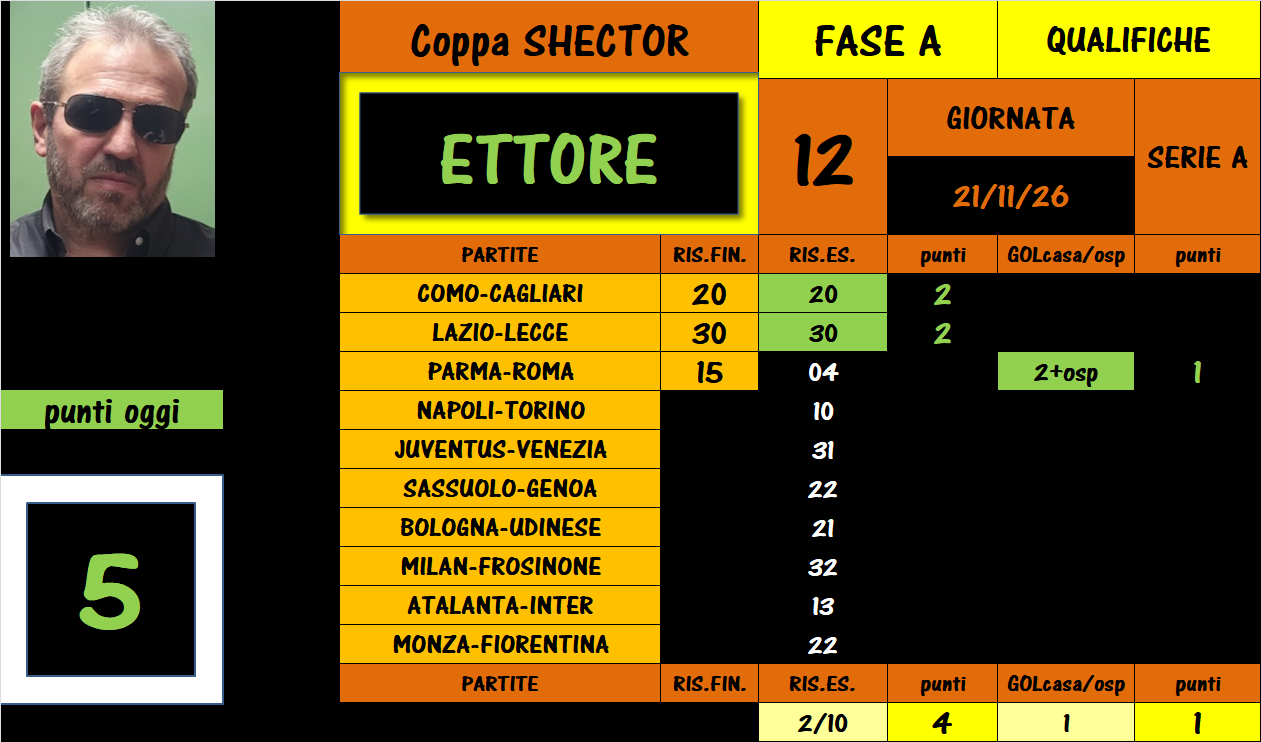 Coppa SHECTOR FASE A QUALIFICHE
ETTORE 12 GIORNATA SERIE A
21/11/26
PARTITE RIS.FIN. RIS.ES. punti GOLcasa/osp punti
COMO-CAGLIARI 20 20 2
LAZIO-LECCE 30 30 2
PARMA-ROMA 15 04 2+osp 1
punti oggi
NAPOLI-TORINO 10
JUVENTUS-VENEZIA 31
SASSUOLO-GENOA 22
BOLOGNA-UDINESE 21
5
MILAN-FROSINONE 32
ATALANTA-INTER 13
MONZA-FIORENTINA 22
PARTITE RIS.FIN. RIS.ES. punti GOLcasa/osp punti
2/10 4 1 1